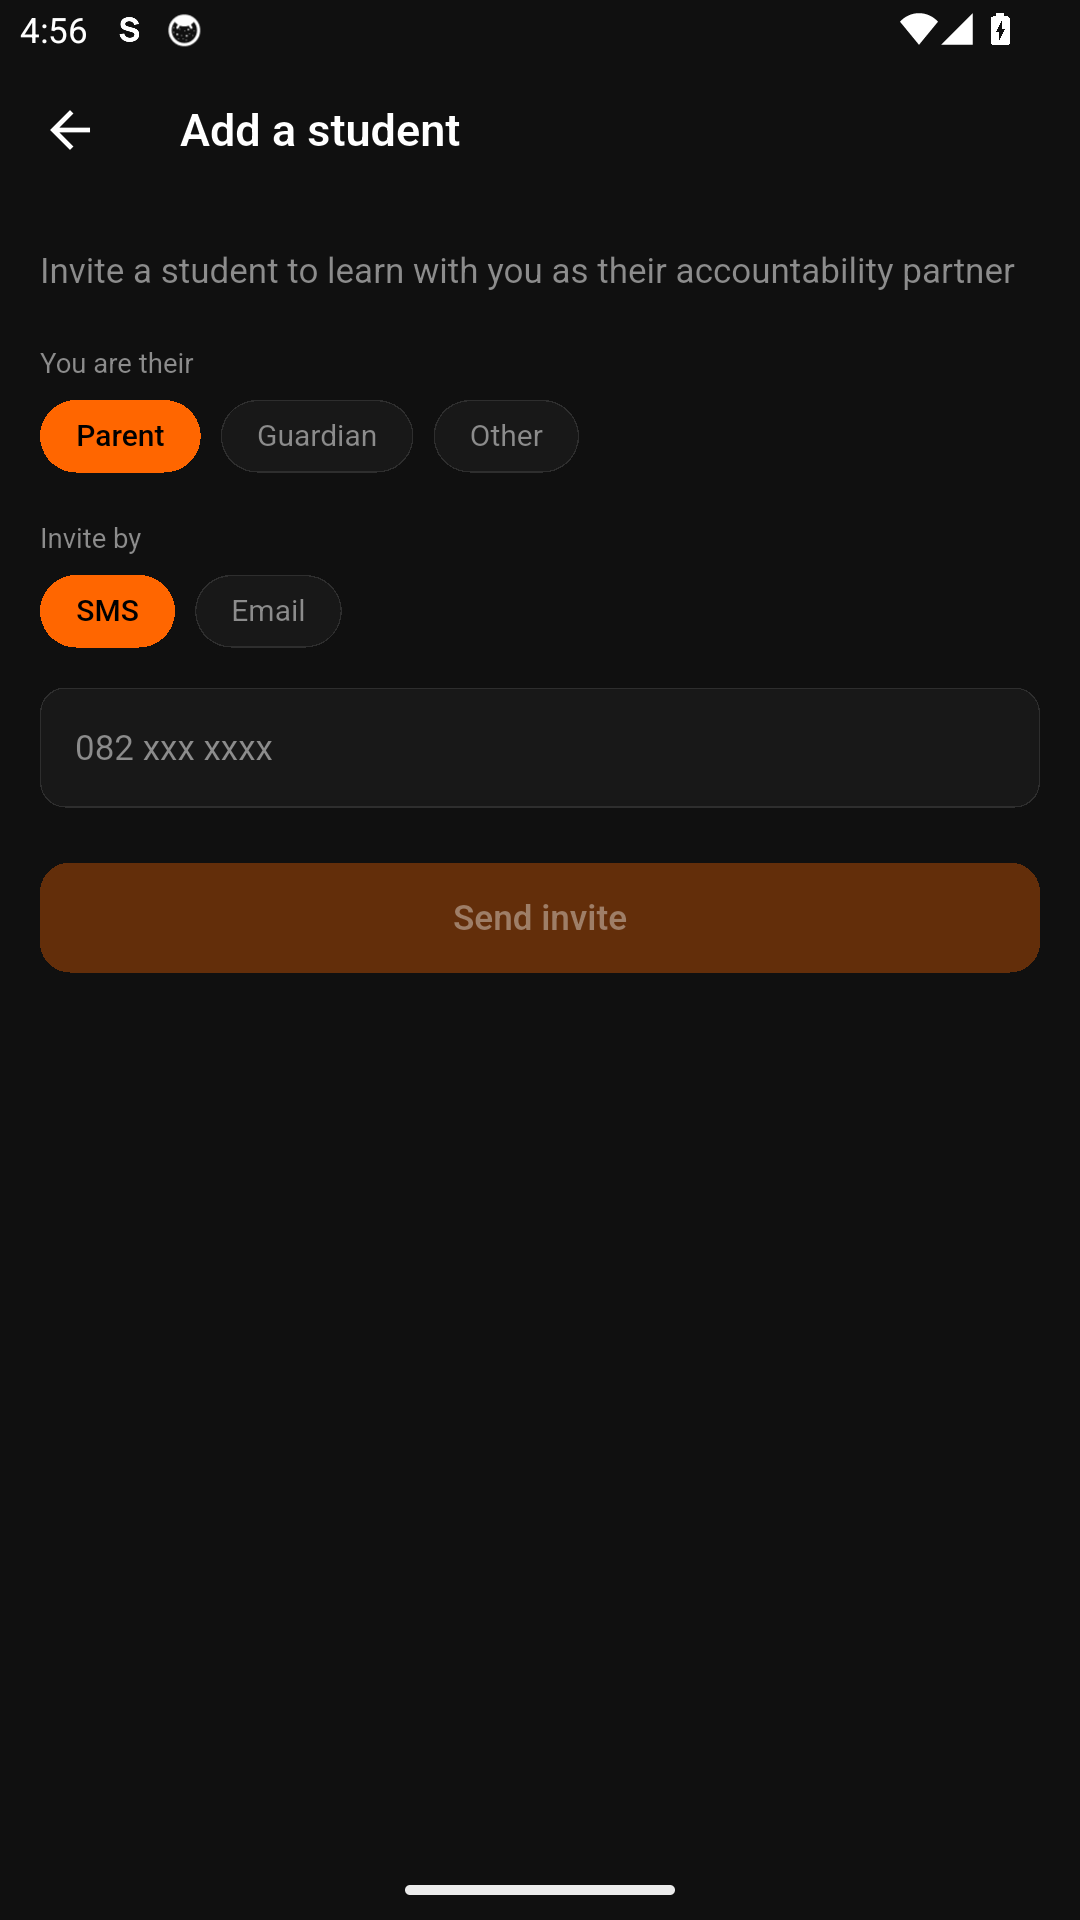 4:56 S
Add a student
Invite a student to learn with you as their accountability partner
You are their
Parent Guardian Other
Invite by
SMS Email
082 xxx xxxx
Send invite